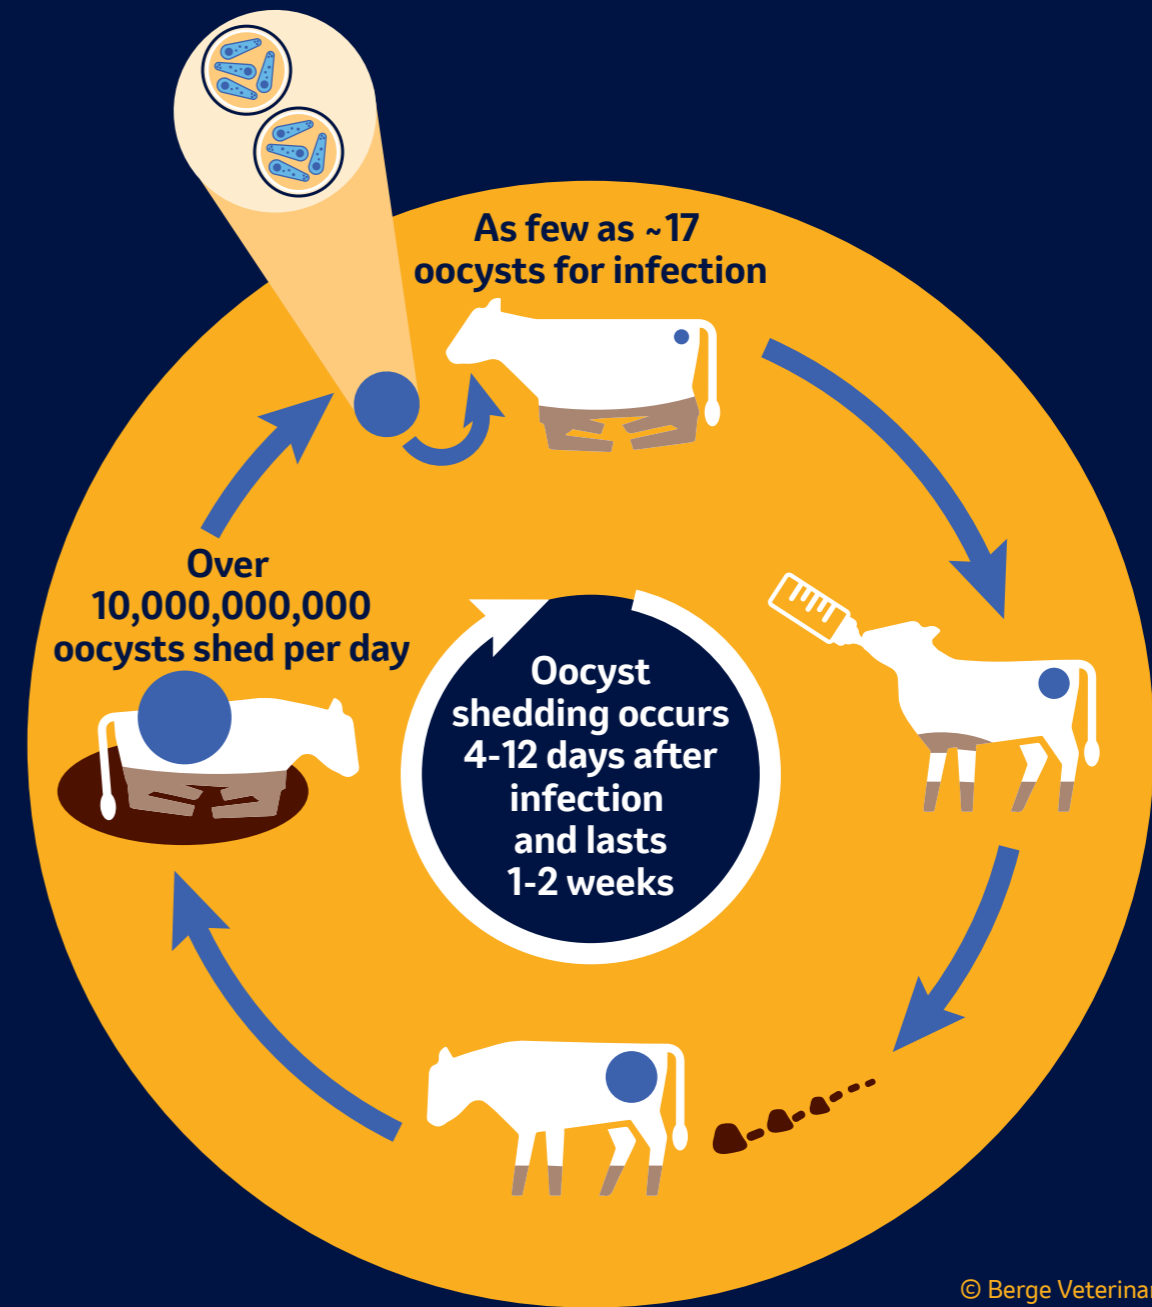 As few as ~17
oocysts for infection
Over
10,000,000,000
oocysts shed per day
Oocyst
shedding occurs
4-12 days after
infection
and lasts
1-2 weeks
© Berge Veterinar